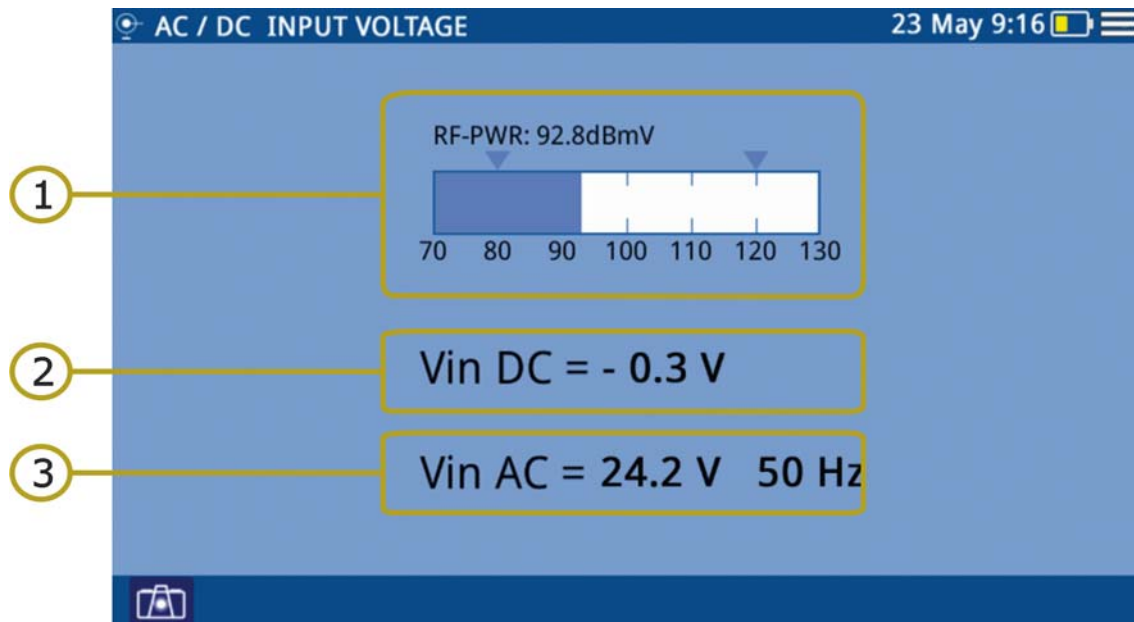 AC / DC INPUT VOLTAGE 23 May 9:16
RF-PWR: 92.8dBmV
1
70 80 90 100 110 120 130
2
Vin DC = - 0.3 V
3
Vin AC = 24.2 V 50 Hz